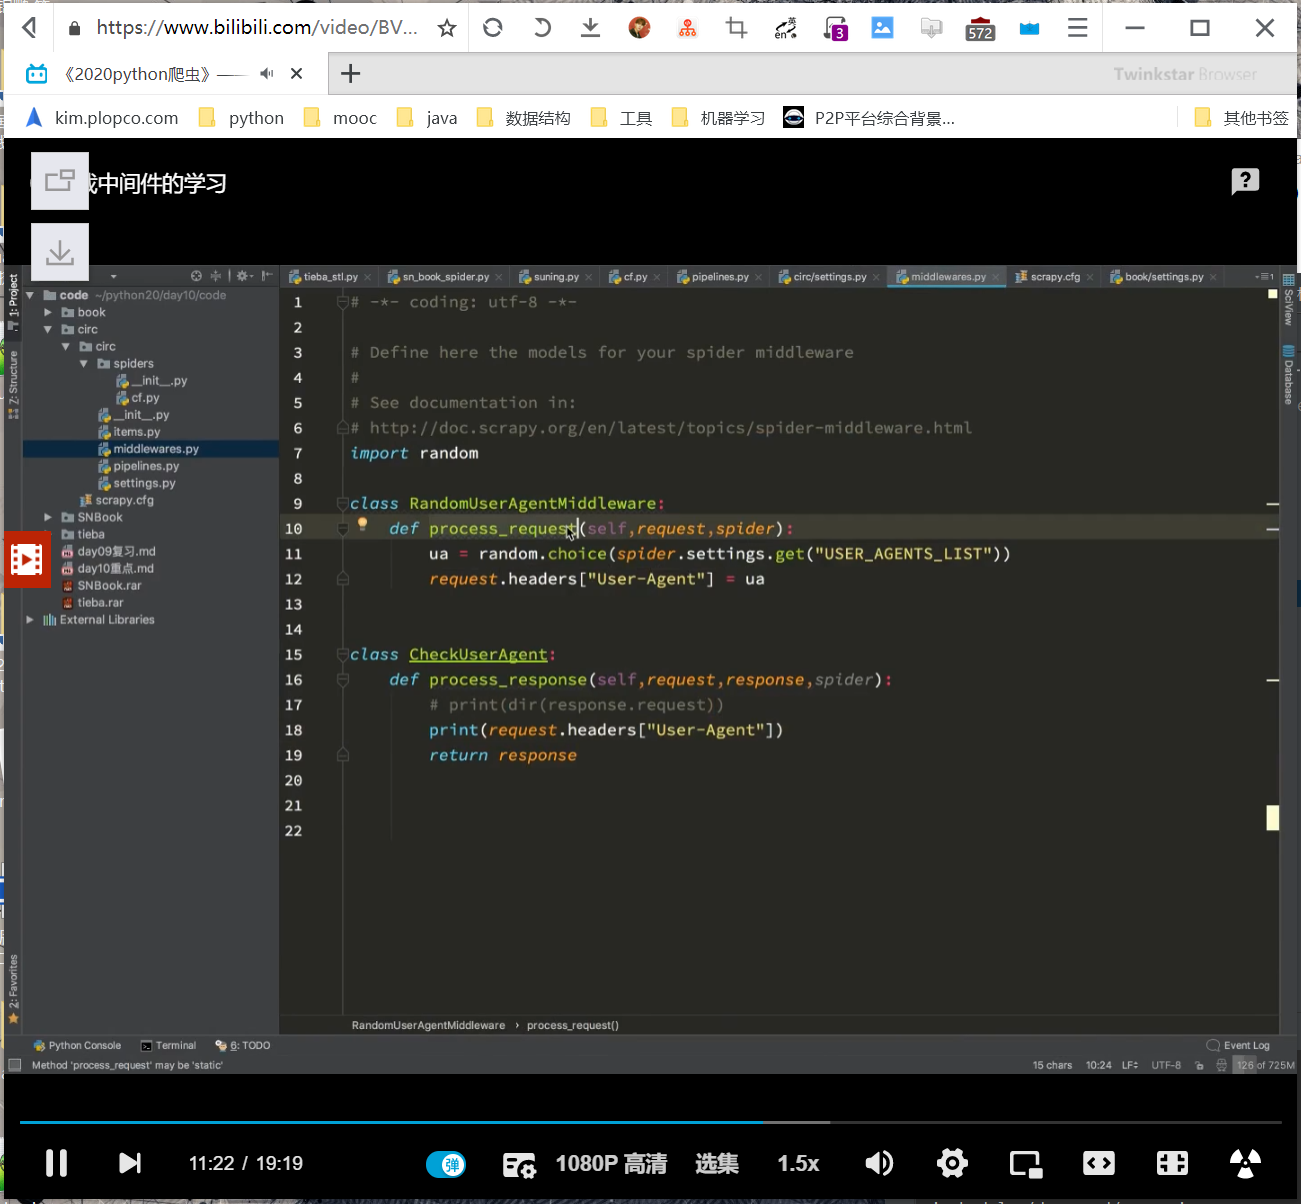 https://www.bilibili.com/video/BV...
英
en
3
572
《2020python爬虫》——
Twinkstar Browser
kim.plopco.com
python
mooc
java
数据结构
工具
机器学习
P2P平台综合背景...
其他书签
中间件的学习
?
tieba_stl.py
sn_book_spider.py
suning.py
cf.py
pipelines.py
circ/settings.py
middlewares.py
scrapy.cfg
book/settings.py
1: Project
Z: Structure
2: Favorites
SciView
Database
code ~/python20/day10/code
book
circ
circ
spiders
__init__.py
cf.py
__init__.py
items.py
middlewares.py
pipelines.py
settings.py
scrapy.cfg
SNBook
tieba
day09复习.md
day10重点.md
SNBook.rar
tieba.rar
External Libraries
1 # -*- coding: utf-8 -*-
2
3 # Define here the models for your spider middleware
4 #
5 # See documentation in:
6 # http://doc.scrapy.org/en/latest/topics/spider-middleware.html
7 import random
8
9 class RandomUserAgentMiddleware:
10 def process_request(self,request,spider):
11 ua = random.choice(spider.settings.get("USER_AGENTS_LIST"))
12 request.headers["User-Agent"] = ua
13
14
15 class CheckUserAgent:
16 def process_response(self,request,response,spider):
17 # print(dir(response.request))
18 print(request.headers["User-Agent"])
19 return response
20
21
22
RandomUserAgentMiddleware › process_request()
Python Console
Terminal
6: TODO
Event Log
Method 'process_request' may be 'static'
15 chars 10:24 LF UTF-8 126 of 725M
11:22 / 19:19
弹
1080P 高清
选集
1.5x